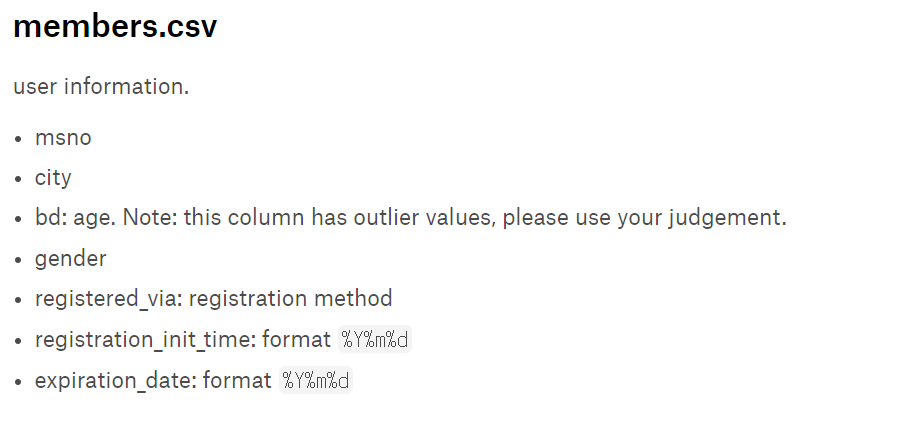 members.csv
user information.
• msno
• city
• bd: age. Note: this column has outlier values, please use your judgement.
• gender
• registered_via: registration method
• registration_init_time: format %Y%m%d
• expiration_date: format %Y%m%d